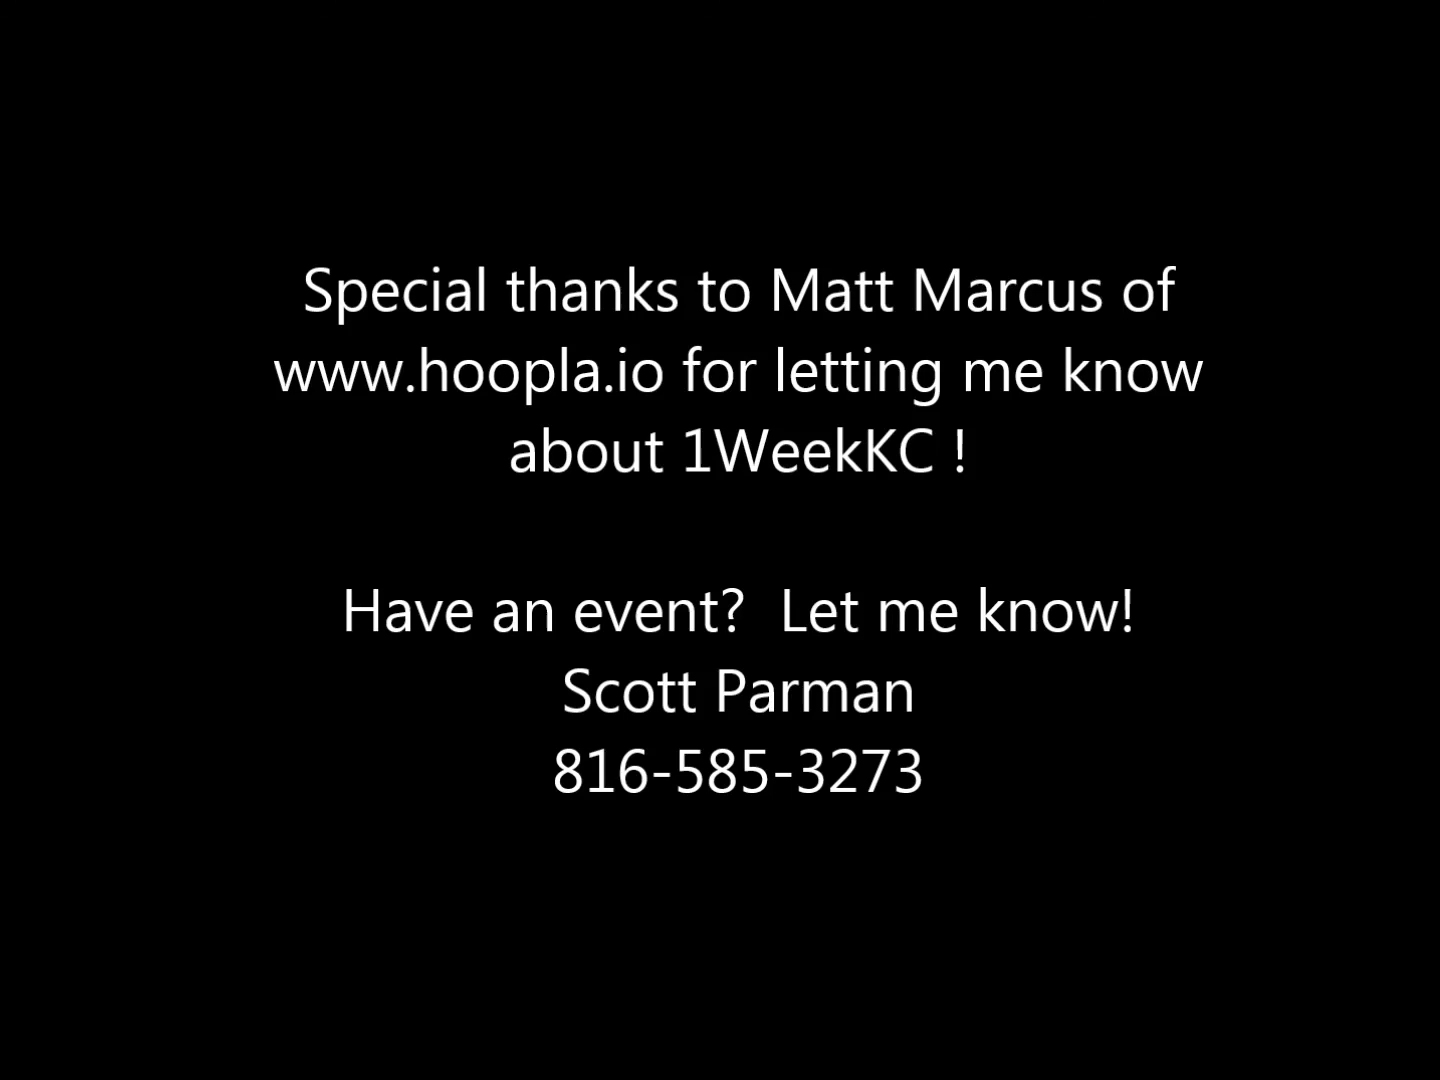 Special thanks to Matt Marcus of
www.hoopla.io for letting me know
about 1WeekKC !
Have an event?  Let me know!
Scott Parman
816-585-3273